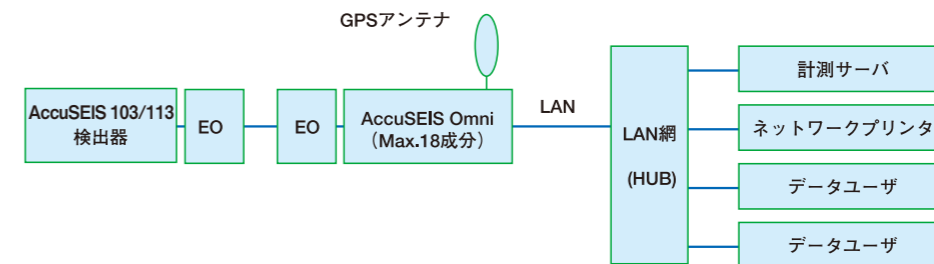 GPSアンテナ
AccuSEIS 103/113
検出器
EO
EO
AccuSEIS Omni
（Max.18成分）
LAN
LAN網
(HUB)
計測サーバ
ネットワークプリンタ
データユーザ
データユーザ